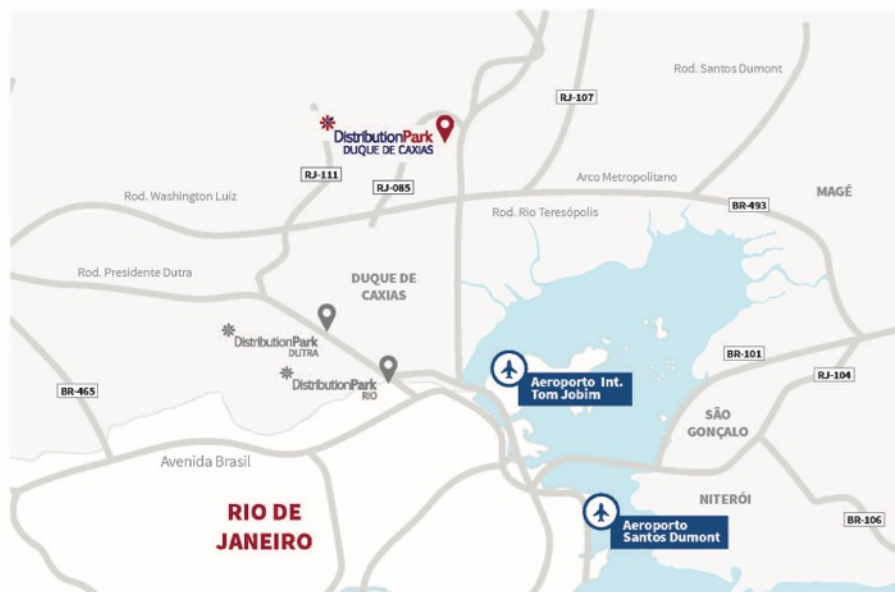 Rod. Santos Dumont
RJ-107
DistributionPark
DUQUE DE CAXIAS
RJ-111
RJ-085
Arco Metropolitano
Rod. Washington Luiz
MAGÉ
BR-493
Rod. Rio Teresópolis
Rod. Presidente Dutra
DUQUE DE
CAXIAS
DistributionPark
DUTRA
BR-101
Aeroporto Int.
Tom Jobim
RJ-104
DistributionPark
RIO
BR-465
SÃO
GONÇALO
Avenida Brasil
NITERÓI
RIO DE
JANEIRO
Aeroporto
Santos Dumont
BR-106